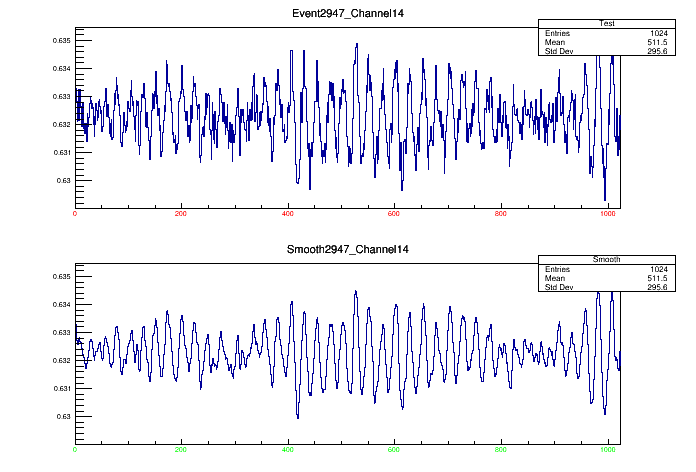 Event2947_Channel14
Test
Entries 1024
Mean 511.5
Std Dev 295.6
0.635
0.634
0.633
0.632
0.631
0.63
0 200 400 600 800 1000
Smooth2947_Channel14
Smooth
Entries 1024
Mean 511.5
Std Dev 295.6
0.635
0.634
0.633
0.632
0.631
0.63
0 200 400 600 800 1000